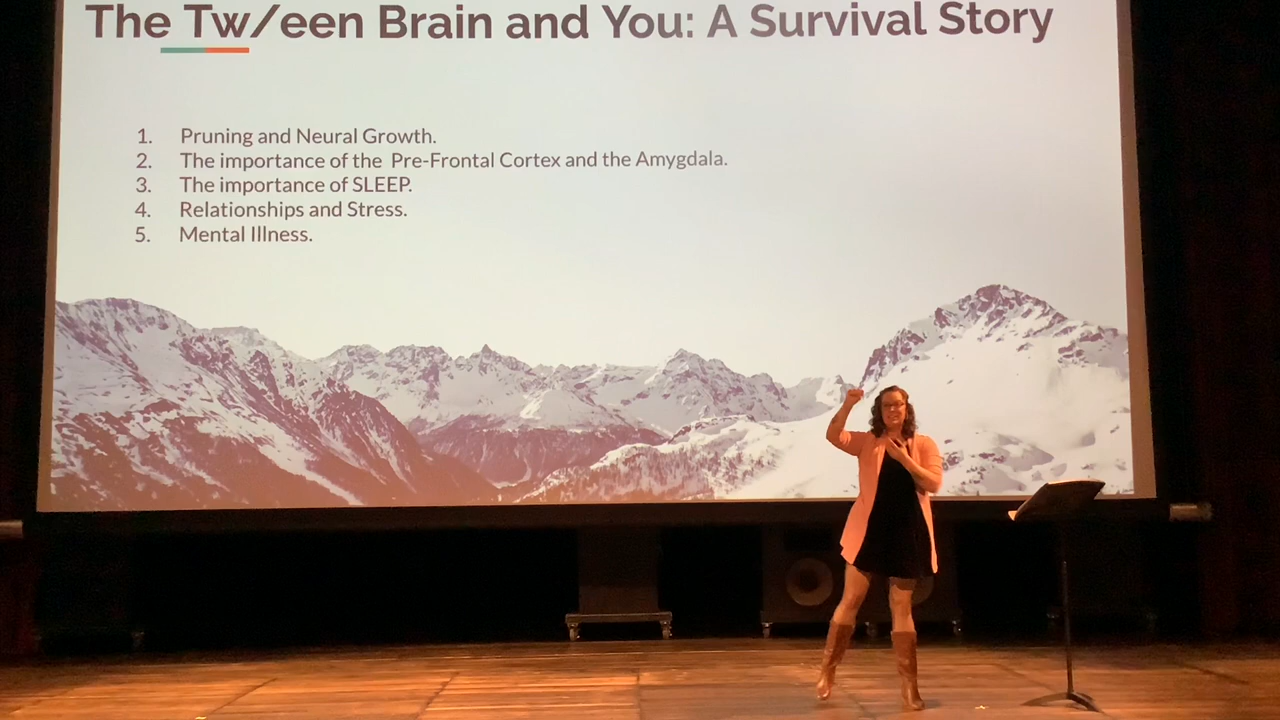 The Tw/een Brain and You: A Survival Story
1. Pruning and Neural Growth.
2. The importance of the Pre-Frontal Cortex and the Amygdala.
3. The importance of SLEEP.
4. Relationships and Stress.
5. Mental Illness.